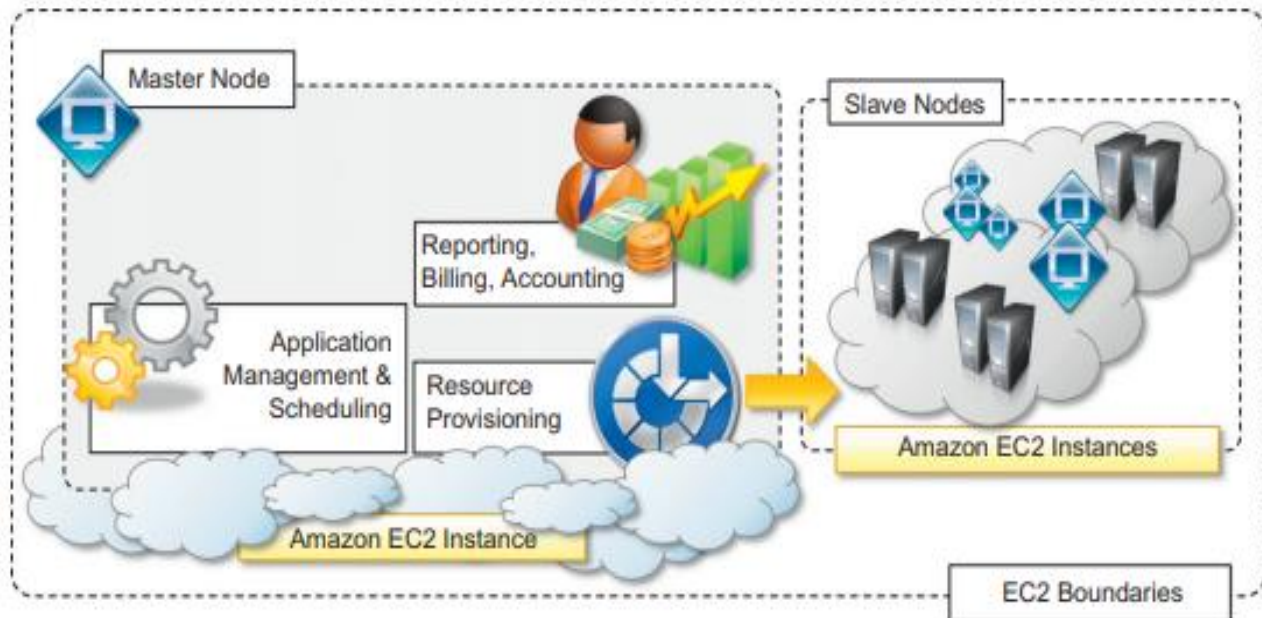 Master Node
Slave Nodes
Reporting,
Billing, Accounting
Application
Management &
Scheduling
Resource
Provisioning
Amazon EC2 Instances
Amazon EC2 Instance
EC2 Boundaries